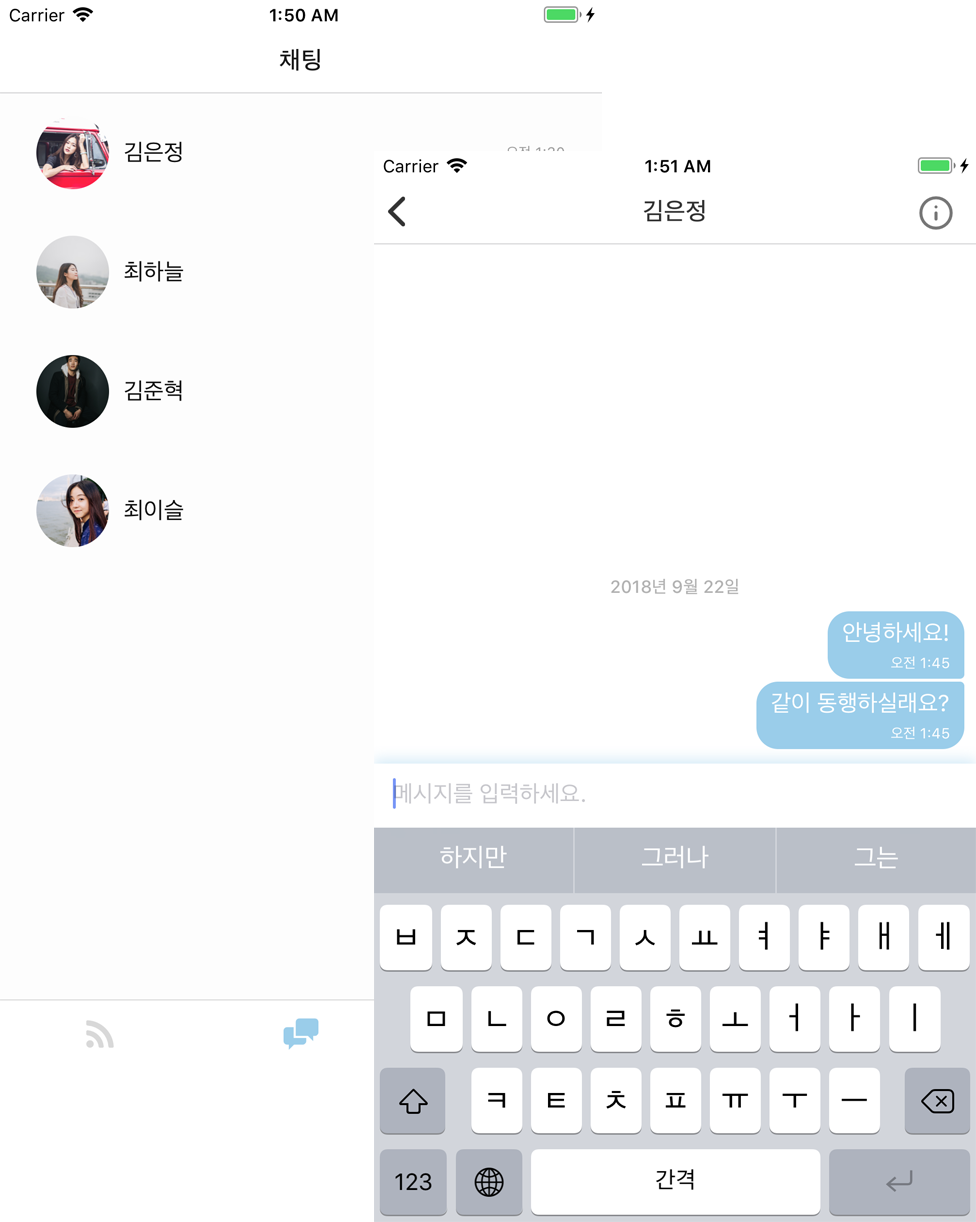 Carrier 1:50 AM
채팅
김은정
최하늘
김준혁
최이슬
Carrier 1:51 AM
김은정
2018년 9월 22일
안녕하세요!
오전 1:45
같이 동행하실래요?
오전 1:45
메시지를 입력하세요.
하지만 그러나 그는
ㅂ ㅈ ㄷ ㄱ ㅅ ㅛ ㅕ ㅑ ㅐ ㅔ
ㅁ ㄴ ㅇ ㄹ ㅎ ㅗ ㅓ ㅏ ㅣ
ㅋ ㅌ ㅊ ㅍ ㅠ ㅜ ㅡ
123 간격